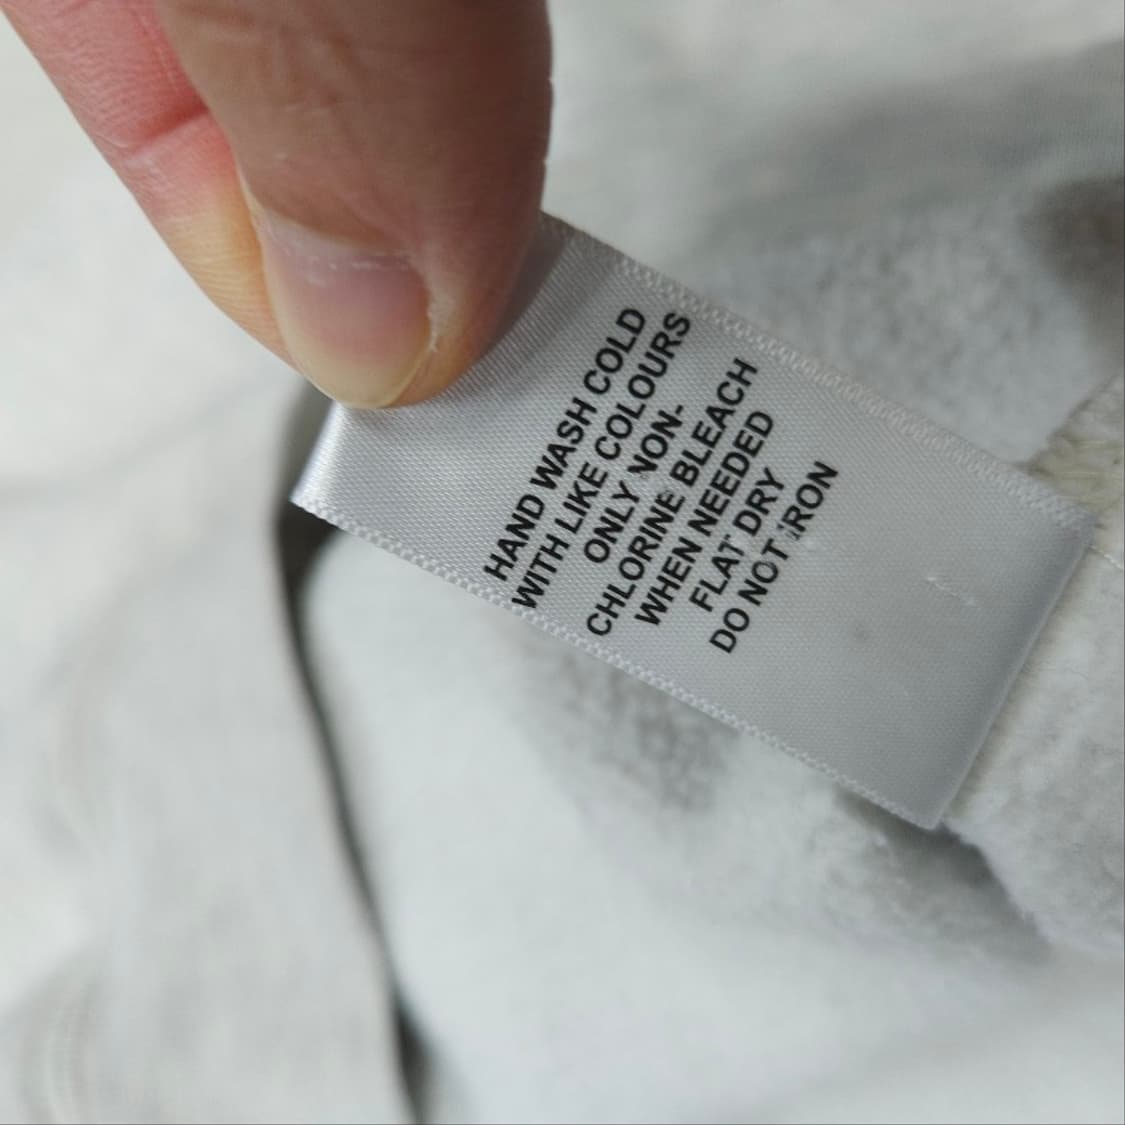 HAND WASH COLD
WITH LIKE COLOURS
ONLY NON-
CHLORINE BLEACH
WHEN NEEDED
FLAT DRY
DO NOT IRON